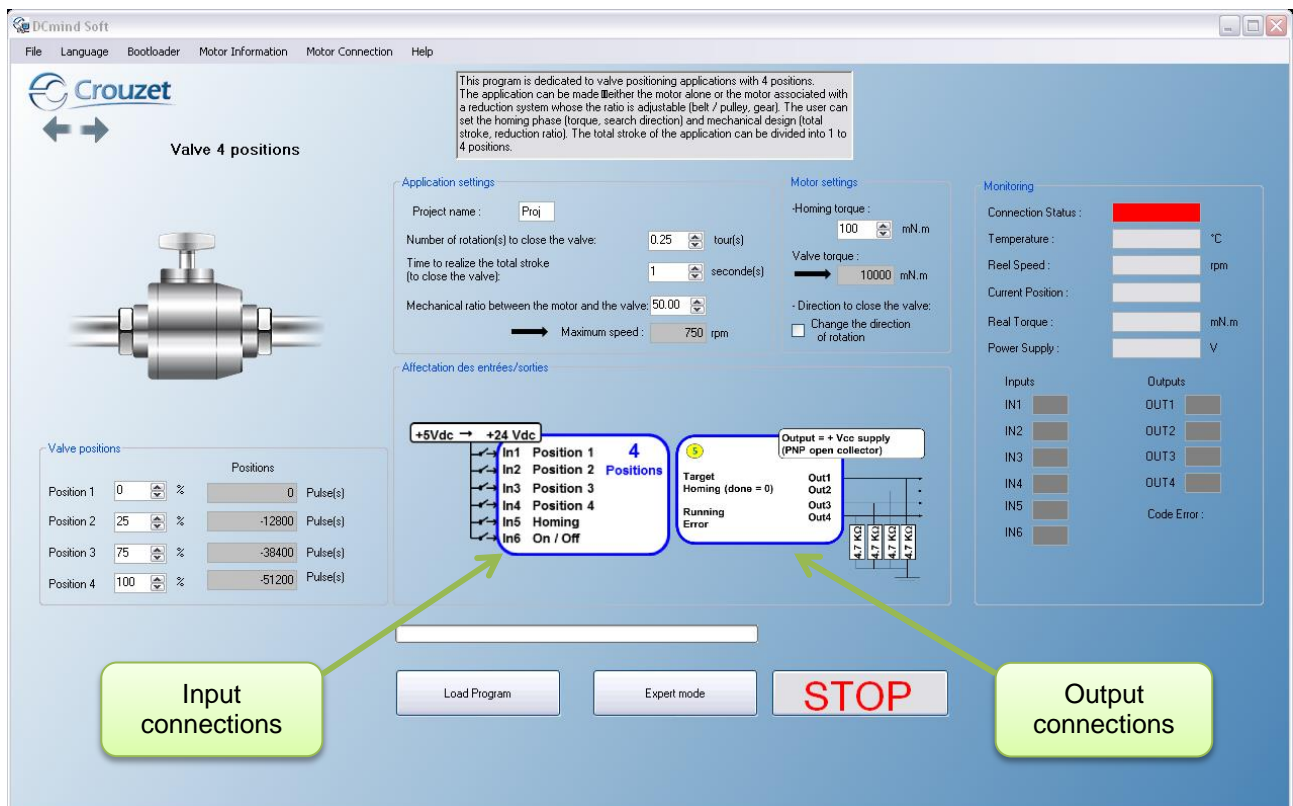 DCmind Soft
File Language Bootloader Motor Information Motor Connection Help
Crouzet
Valve 4 positions
This program is dedicated to valve positioning applications with 4 positions.
The application can be made either the motor alone or the motor associated with
a reduction system whose the ratio is adjustable (belt / pulley, gear). The user can
set the homing phase (torque, search direction) and mechanical design (total
stroke, reduction ratio). The total stroke of the application can be divided into 1 to
4 positions.
Application settings
Project name : Proj
Number of rotation(s) to close the valve: 0.25 tour(s)
Time to realize the total stroke
(to close the valve): 1 seconde(s)
Mechanical ratio between the motor and the valve: 50.00
Maximum speed : 750 rpm
Motor settings
-Homing torque :
100 mN.m
Valve torque :
10000 mN.m
- Direction to close the valve:
Change the direction
of rotation
Monitoring
Connection Status :
Temperature : °C
Reel Speed : rpm
Current Position :
Real Torque : mN.m
Power Supply : V
Inputs Outputs
IN1 OUT1
IN2 OUT2
IN3 OUT3
IN4 OUT4
IN5 Code Error :
IN6
Affectation des entrées/sorties
+5Vdc → +24 Vdc
In1 Position 1
In2 Position 2
In3 Position 3
In4 Position 4
In5 Homing
In6 On / Off
4
Positions
S
Output = + Vcc supply
(PNP open collector)
Target Out1
Homing (done = 0) Out2
Running Out3
Error Out4
4.7 KΩ
4.7 KΩ
4.7 KΩ
4.7 KΩ
Valve positions
Positions
Position 1 0 % 0 Pulse(s)
Position 2 25 % -12800 Pulse(s)
Position 3 75 % -38400 Pulse(s)
Position 4 100 % -51200 Pulse(s)
Load Program
Expert mode
STOP
Input
connections
Output
connections